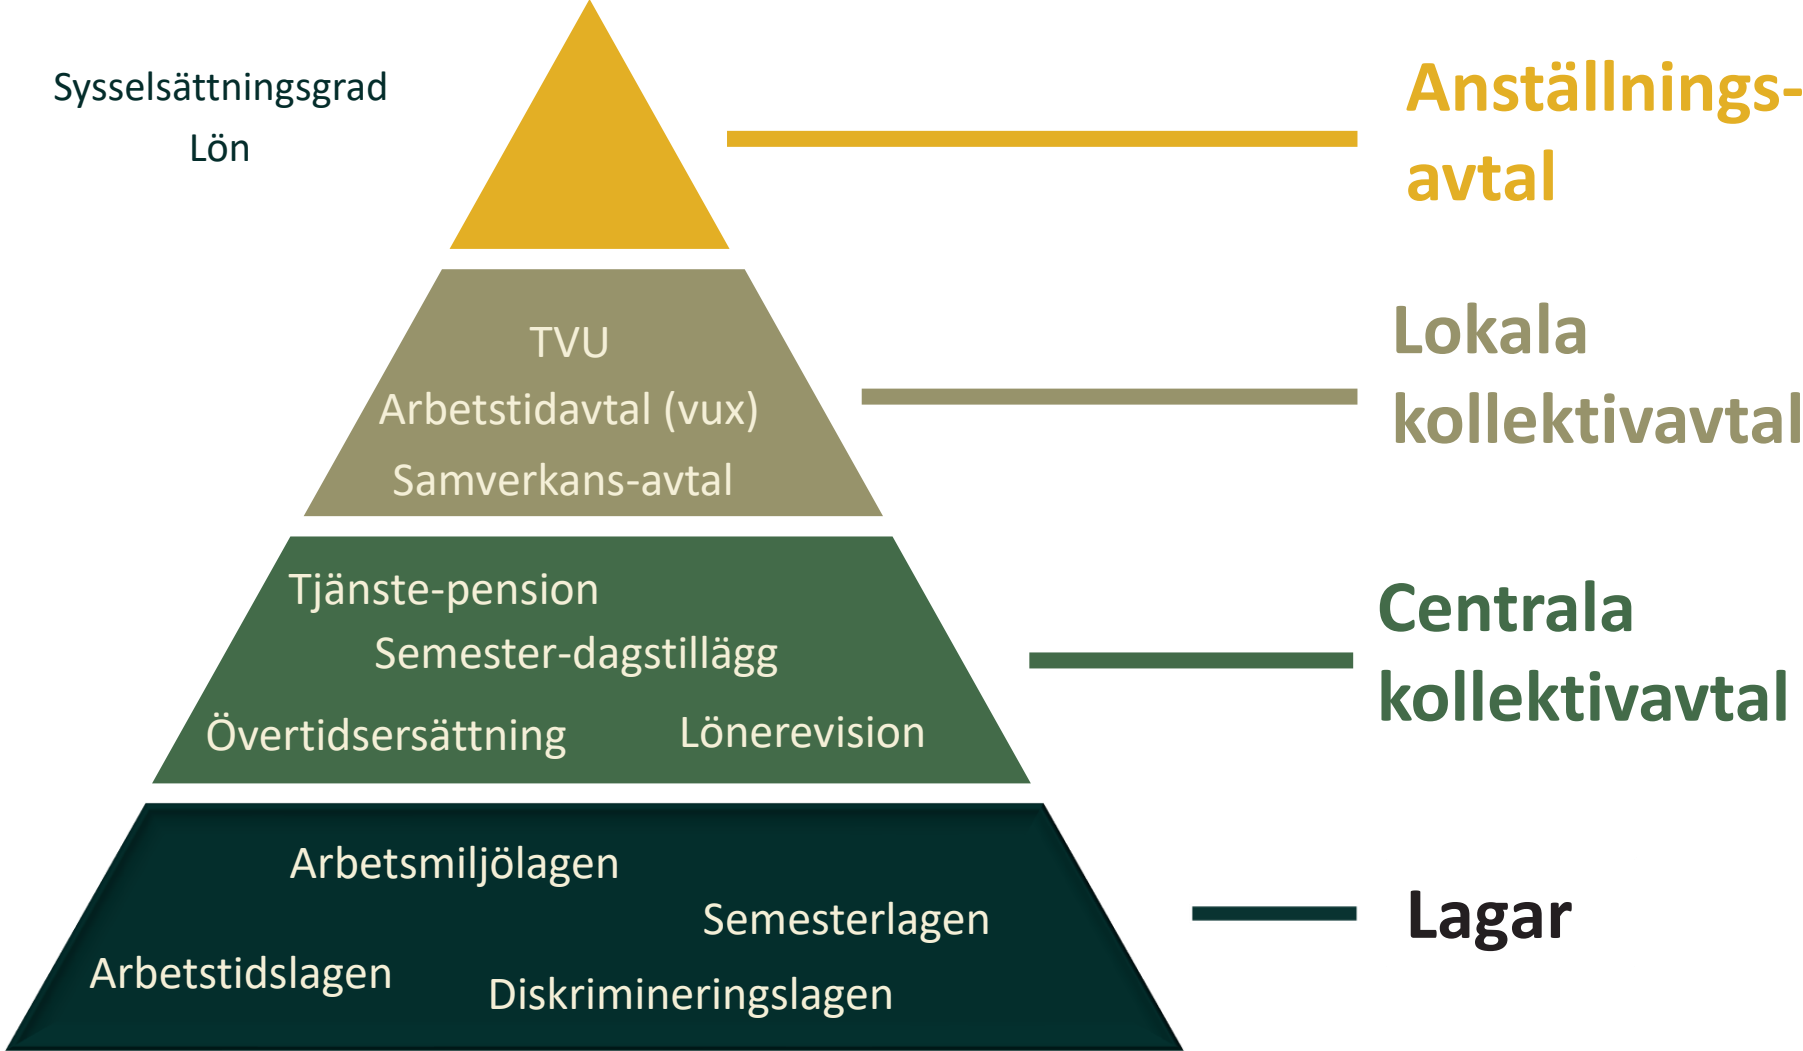 Sysselsättningsgrad
Lön
Anställnings-
avtal
TVU
Arbetstidavtal (vux)
Samverkans-avtal
Lokala
kollektivavtal
Tjänste-pension
Semester-dagstillägg
Övertidsersättning
Lönerevision
Centrala
kollektivavtal
Arbetsmiljölagen
Semesterlagen
Arbetstidslagen
Diskrimineringslagen
Lagar